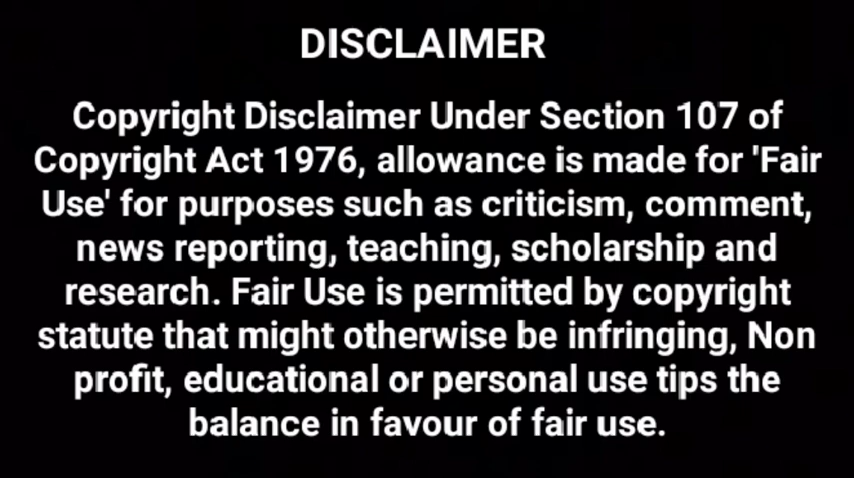 DISCLAIMER
Copyright Disclaimer Under Section 107 of
Copyright Act 1976, allowance is made for 'Fair
Use' for purposes such as criticism, comment,
news reporting, teaching, scholarship and
research. Fair Use is permitted by copyright
statute that might otherwise be infringing, Non
profit, educational or personal use tips the
balance in favour of fair use.